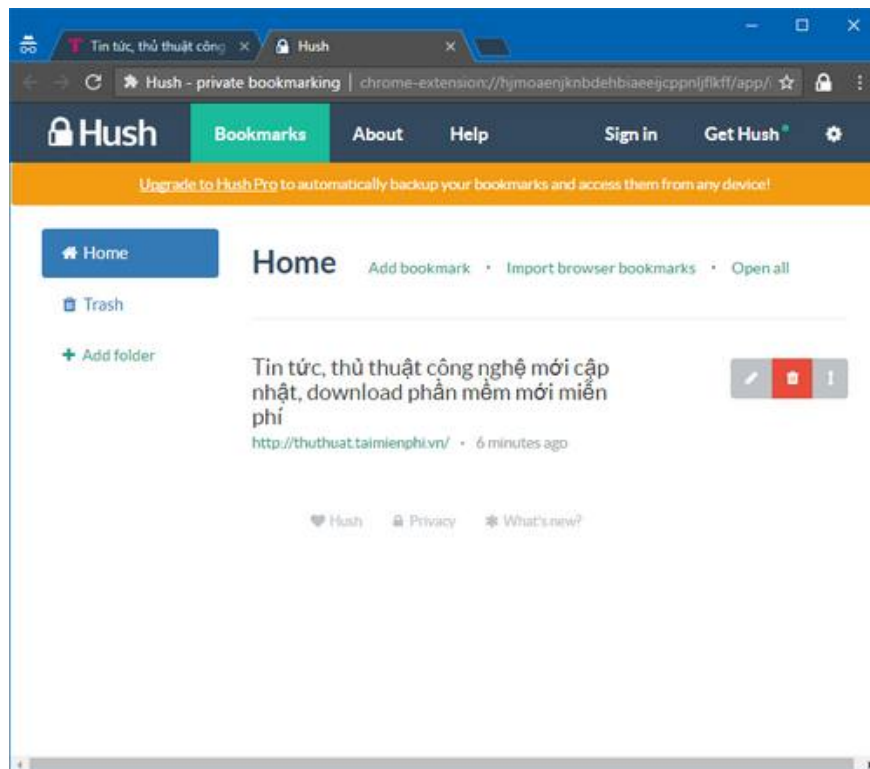 Tin tức, thủ thuật công
Hush
Hush - private bookmarking | chrome-extension://hjmoaenjknbdehbiaeeijcppnljflkff/app/
Hush
Bookmarks
About
Help
Sign in
Get Hush
Upgrade to Hush Pro to automatically backup your bookmarks and access them from any device!
Home
Trash
Add folder
Home
Add bookmark • Import browser bookmarks • Open all
Tin tức, thủ thuật công nghệ mới cập
nhật, download phần mềm mới miễn
phí
http://thuthuat.taimienphi.vn/ • 6 minutes ago
Hush
Privacy
What's new?